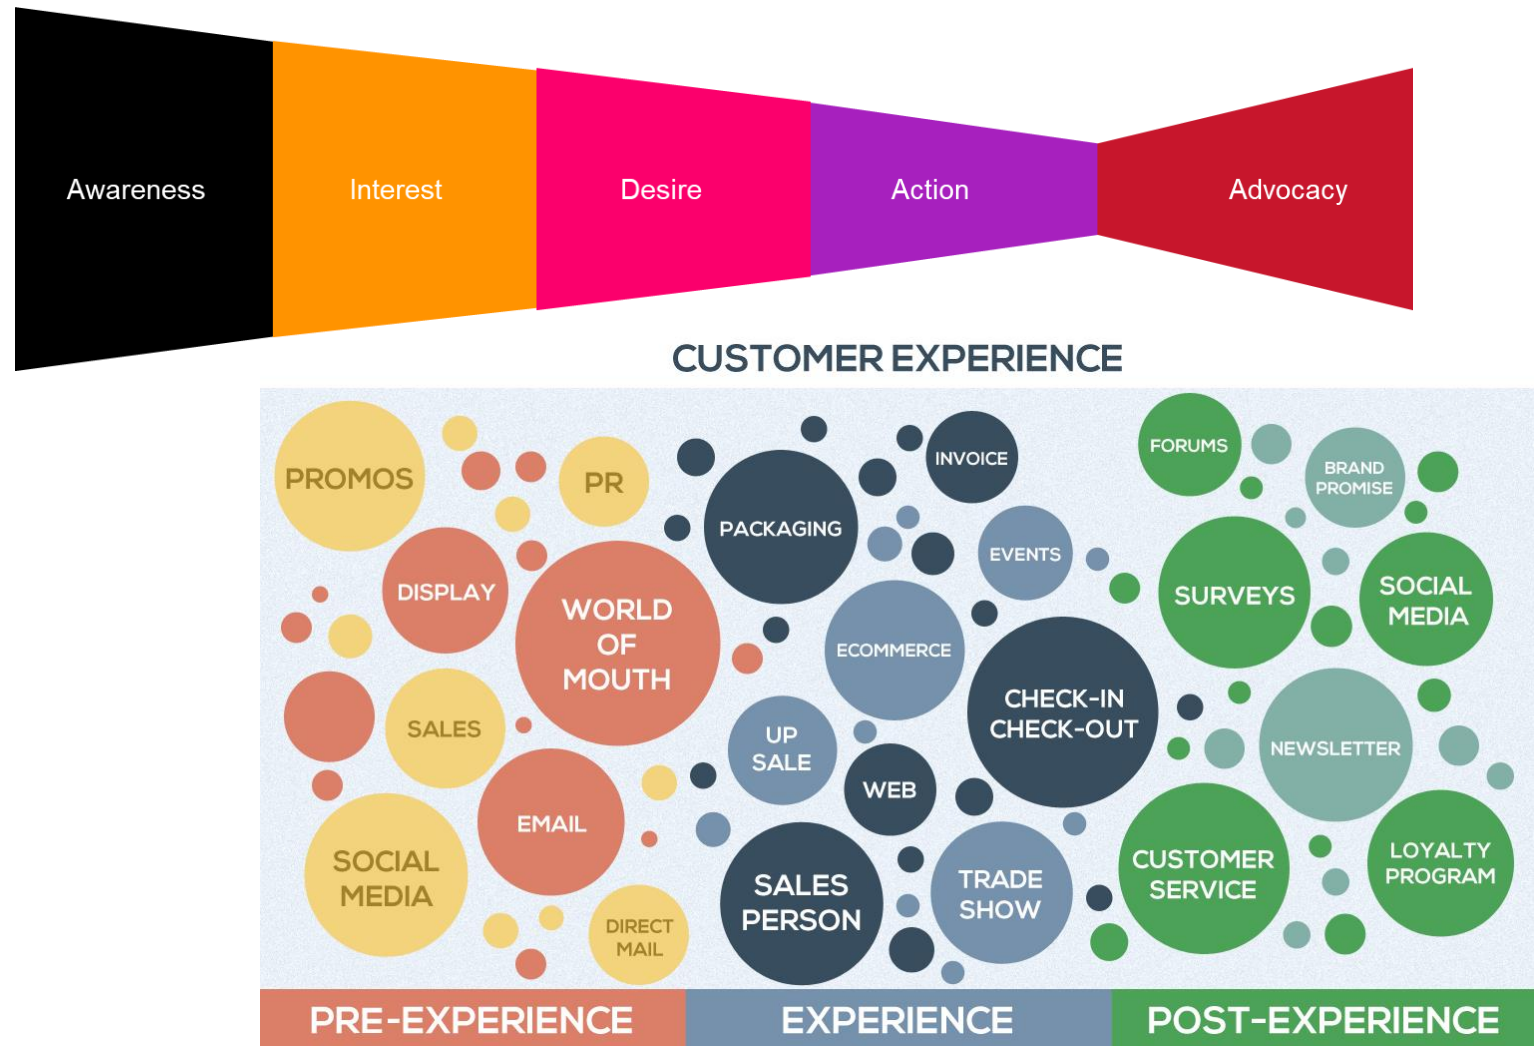 Awareness
Interest
Desire
Action
Advocacy
CUSTOMER EXPERIENCE
PROMOS
PR
DISPLAY
WORLD
OF
MOUTH
SALES
EMAIL
SOCIAL
MEDIA
DIRECT
MAIL
INVOICE
PACKAGING
EVENTS
ECOMMERCE
CHECK-IN
CHECK-OUT
UP
SALE
WEB
SALES
PERSON
TRADE
SHOW
FORUMS
BRAND
PROMISE
SURVEYS
SOCIAL
MEDIA
NEWSLETTER
CUSTOMER
SERVICE
LOYALTY
PROGRAM
PRE-EXPERIENCE
EXPERIENCE
POST-EXPERIENCE